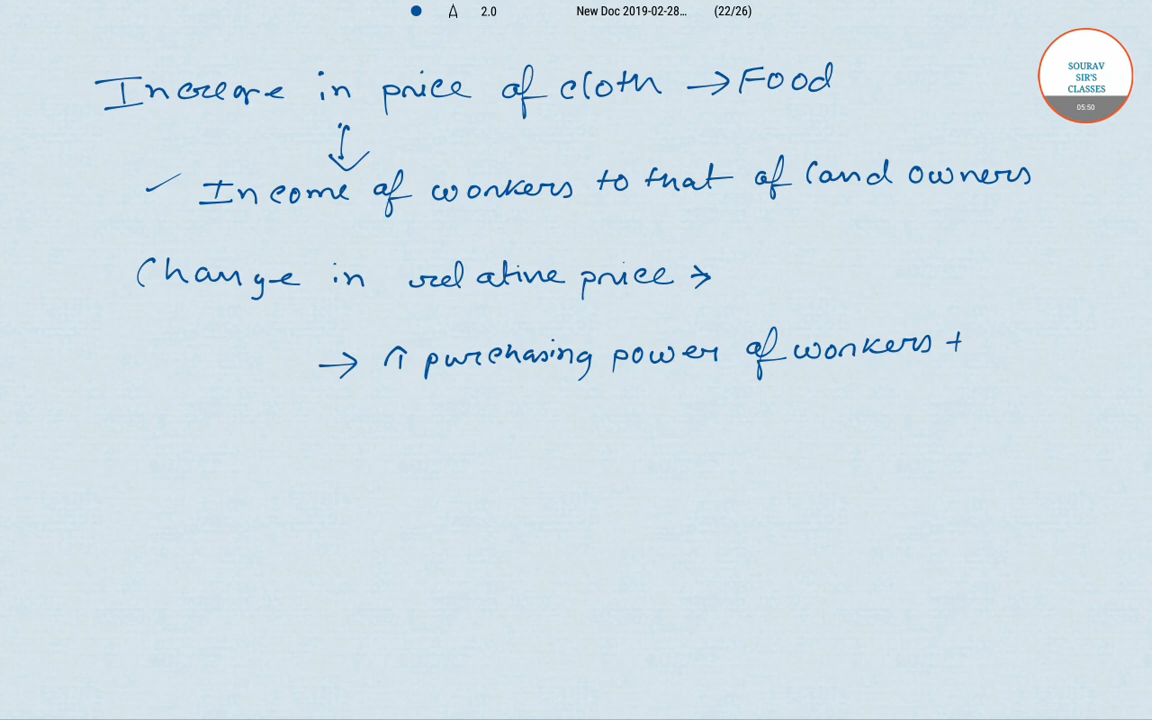 2.0 New Doc 2019-02-28... (22/26)
SOURAV
SIR'S
CLASSES
05:50
Increase in price of cloth → Food
↓
✓ Income of workers to that of land owners
Change in relative price →
→ ↑ purchasing power of workers +